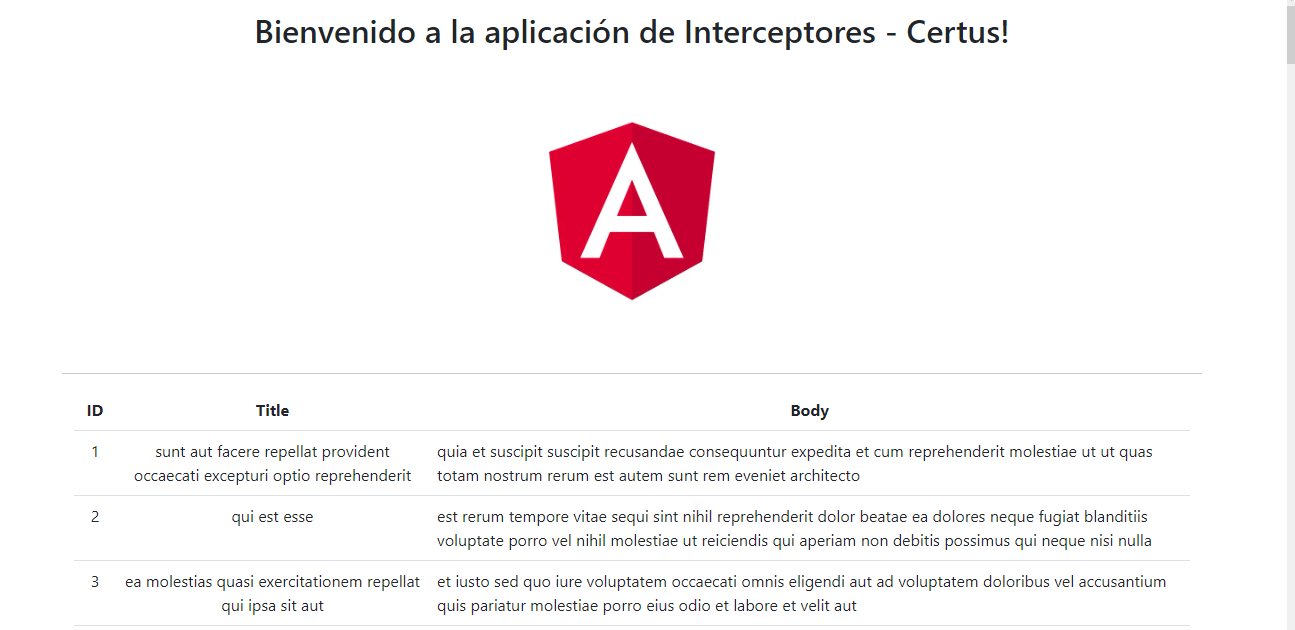 Bienvenido a la aplicación de Interceptores - Certus!
A
ID Title Body
1 sunt aut facere repellat provident quia et suscipit suscipit recusandae consequuntur expedita et cum reprehenderit molestiae ut ut quas
occaecati excepturi optio reprehenderit totam nostrum rerum est autem sunt rem eveniet architecto
2 qui est esse est rerum tempore vitae sequi sint nihil reprehenderit dolor beatae ea dolores neque fugiat blanditiis
voluptate porro vel nihil molestiae ut reiciendis qui aperiam non debitis possimus qui neque nisi nulla
3 ea molestias quasi exercitationem repellat et iusto sed quo iure voluptatem occaecati omnis eligendi aut ad voluptatem doloribus vel accusantium
qui ipsa sit aut quis pariatur molestiae porro eius odio et labore et velit aut